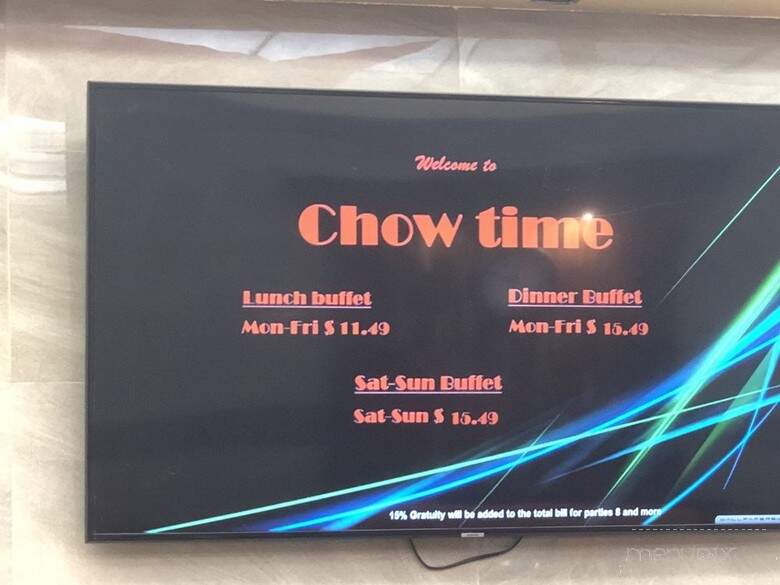 Welcome to
Chow time
Lunch buffet
Mon-Fri $ 11.49
Dinner Buffet
Mon-Fri $ 15.49
Sat-Sun Buffet
Sat-Sun $ 15.49
15% Gratuity will be added to the total bill for parties 8 and more
menupix